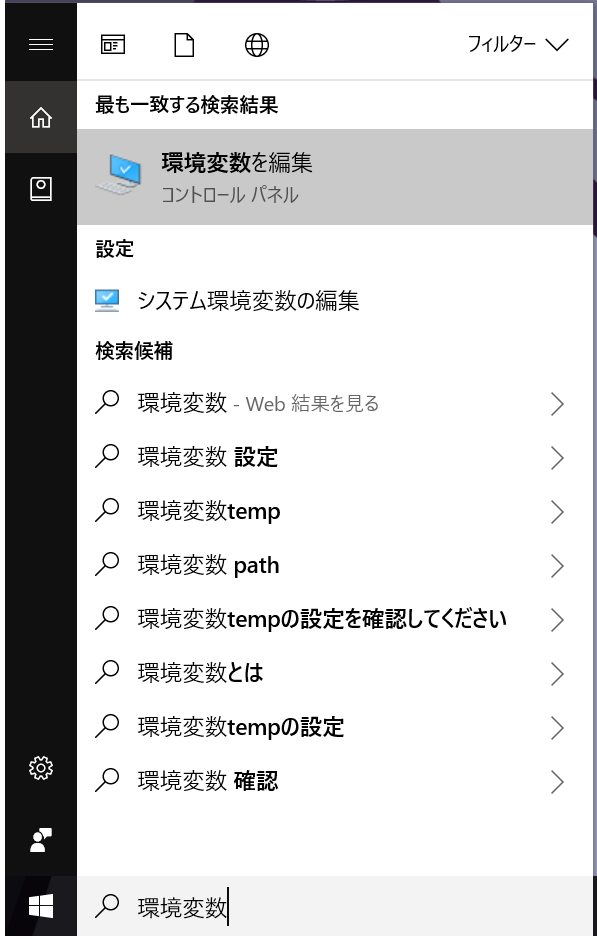 フィルター
最も一致する検索結果
環境変数を編集
コントロール パネル
設定
システム環境変数の編集
検索候補
環境変数 - Web 結果を見る
環境変数 設定
環境変数temp
環境変数 path
環境変数tempの設定を確認してください
環境変数とは
環境変数tempの設定
環境変数 確認
環境変数